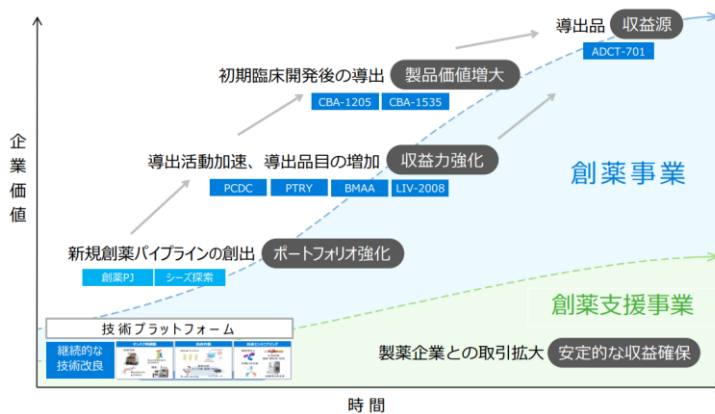 導出品 収益源
ADCT-701
初期臨床開発後の導出 製品価値増大
CBA-1205 CBA-1535
企業価値
導出活動加速、導出品目の増加 収益力強化
PCDC PTRY BMAA LIV-2008
創薬事業
新規創薬パイプラインの創出 ポートフォリオ強化
創薬PJ シーズ探索
創薬支援事業
技術プラットフォーム
継続的な
技術改良
製薬企業との取引拡大 安定的な収益確保
時間